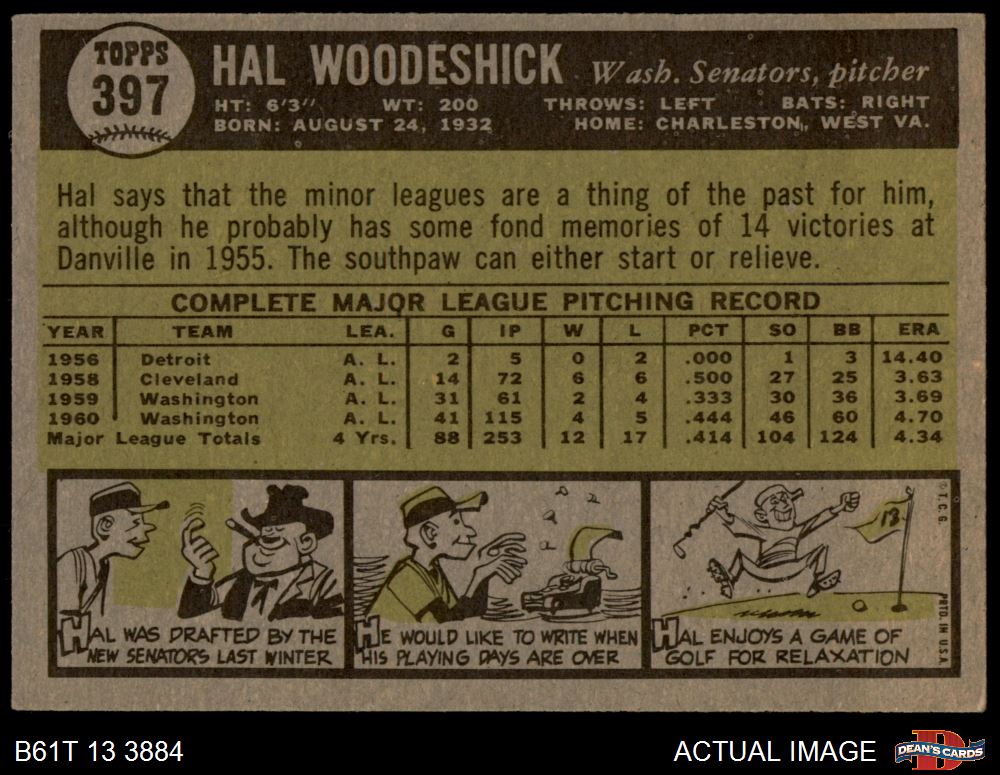 TOPPS
397
HAL WOODESHICK Wash. Senators, pitcher
HT: 6'3" WT: 200 THROWS: LEFT BATS: RIGHT
BORN: AUGUST 24, 1932 HOME: CHARLESTON, WEST VA.
Hal says that the minor leagues are a thing of the past for him,
although he probably has some fond memories of 14 victories at
Danville in 1955. The southpaw can either start or relieve.
COMPLETE MAJOR LEAGUE PITCHING RECORD
YEAR TEAM LEA. G IP W L PCT SO BB ERA
1956 Detroit A. L. 2 5 0 2 .000 1 3 14.40
1958 Cleveland A. L. 14 72 6 6 .500 27 25 3.63
1959 Washington A. L. 31 61 2 4 .333 30 36 3.69
1960 Washington A. L. 41 115 4 5 .444 46 60 4.70
Major League Totals 4 Yrs. 88 253 12 17 .414 104 124 4.34
HAL WAS DRAFTED BY THE
NEW SENATORS LAST WINTER
HE WOULD LIKE TO WRITE WHEN
HIS PLAYING DAYS ARE OVER
18
HAL ENJOYS A GAME OF
GOLF FOR RELAXATION
© T.C.G.
PRTD. IN U.S.A.
B61T 13 3884
ACTUAL IMAGE
DEAN'S CARDS